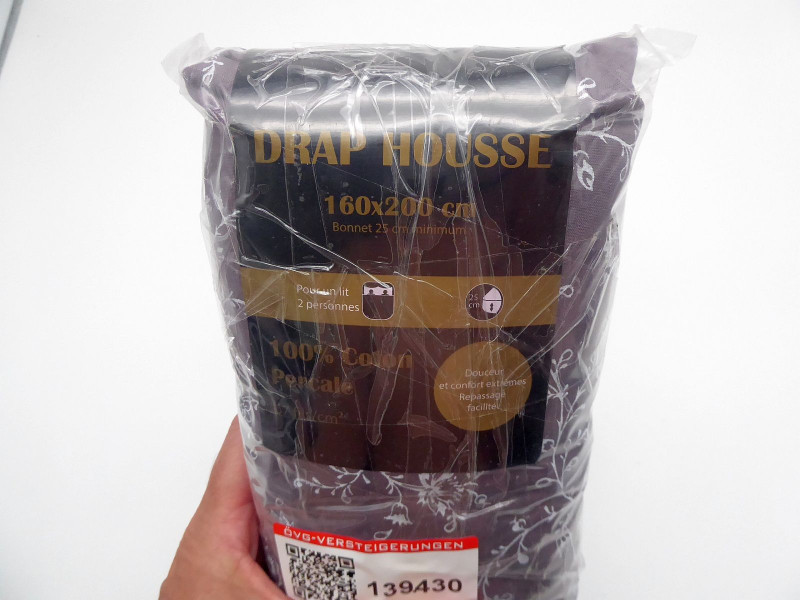 DRAP HOUSSE
160x200 cm
Bonnet 25 cm minimum
Pour un lit
2 personnes
25
cm
100% Coton
Percale
Douceur
et confort extrêmes
Repassage
facilité
/cm²
ÖVG-VERSTEIGERUNGEN
139430